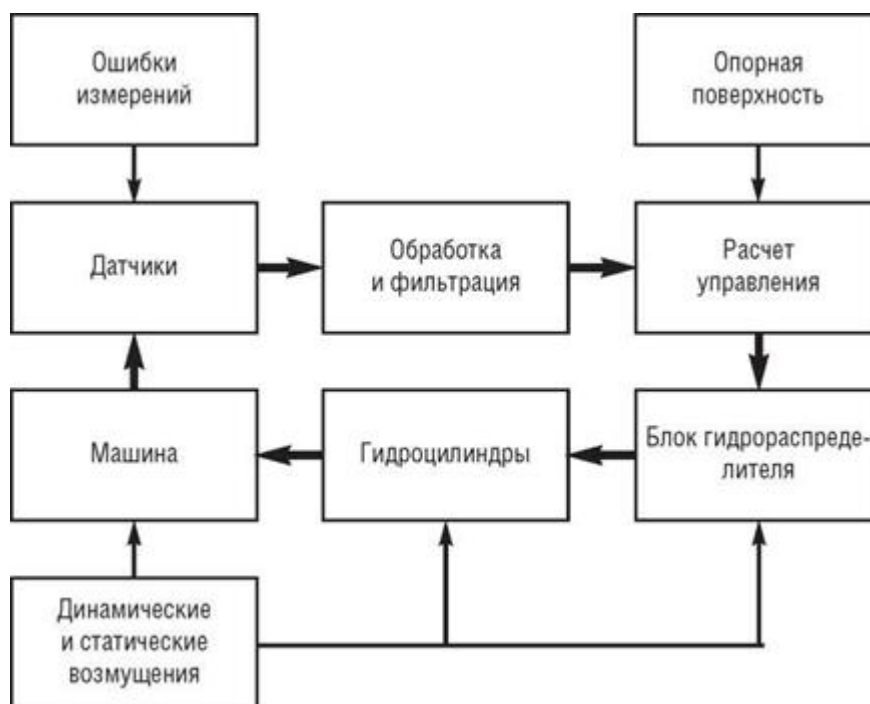 Ошибки
измерений
Опорная
поверхность
Датчики
Обработка
и фильтрация
Расчет
управления
Машина
Гидроцилиндры
Блок гидрораспреде-
лителя
Динамические
и статические
возмущения